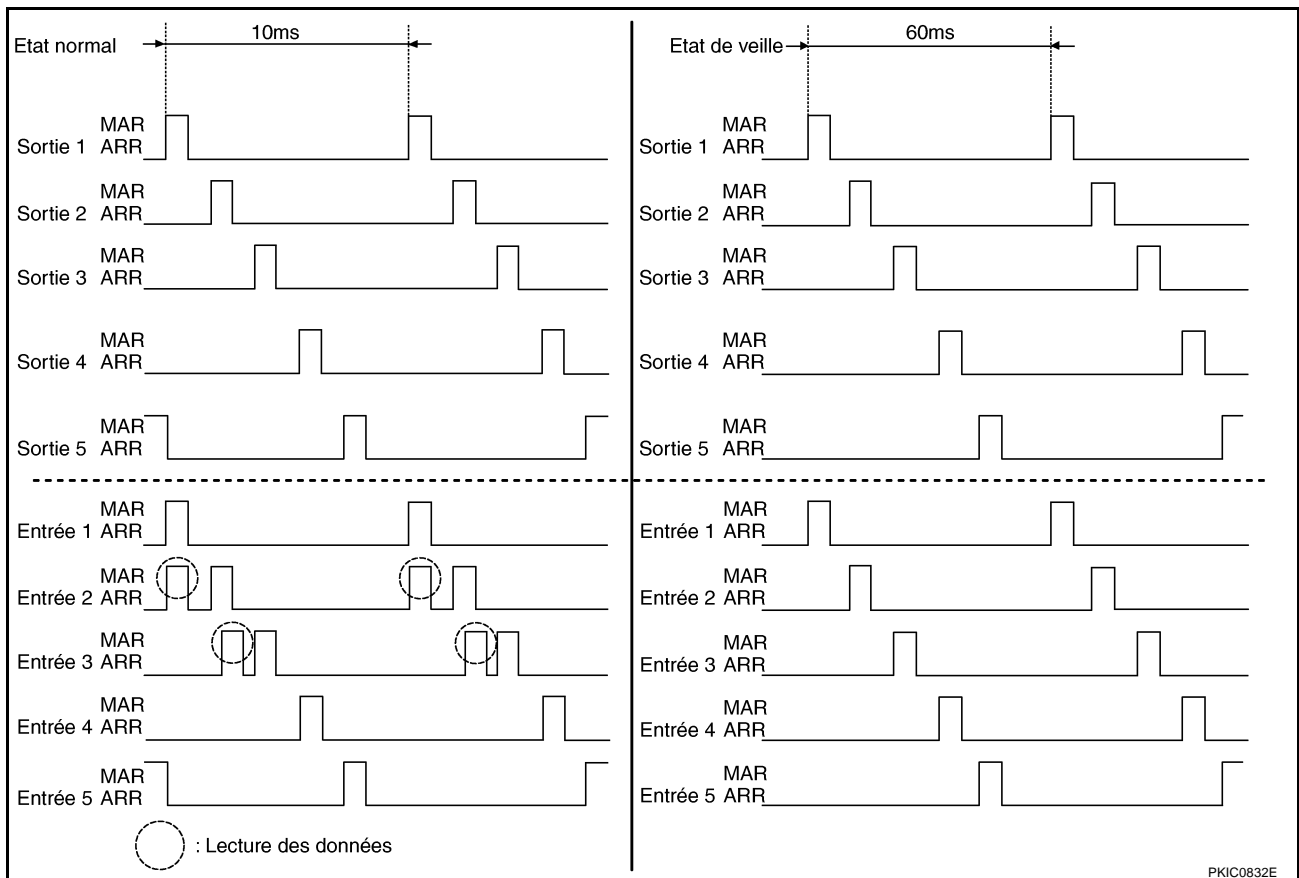 Etat normal
10ms
Sortie 1 MAR
ARR
Sortie 2 MAR
ARR
Sortie 3 MAR
ARR
Sortie 4 MAR
ARR
Sortie 5 MAR
ARR
Entrée 1 MAR
ARR
Entrée 2 MAR
ARR
Entrée 3 MAR
ARR
Entrée 4 MAR
ARR
Entrée 5 MAR
ARR
: Lecture des données
Etat de veille
60ms
Sortie 1 MAR
ARR
Sortie 2 MAR
ARR
Sortie 3 MAR
ARR
Sortie 4 MAR
ARR
Sortie 5 MAR
ARR
Entrée 1 MAR
ARR
Entrée 2 MAR
ARR
Entrée 3 MAR
ARR
Entrée 4 MAR
ARR
Entrée 5 MAR
ARR
PKIC0832E